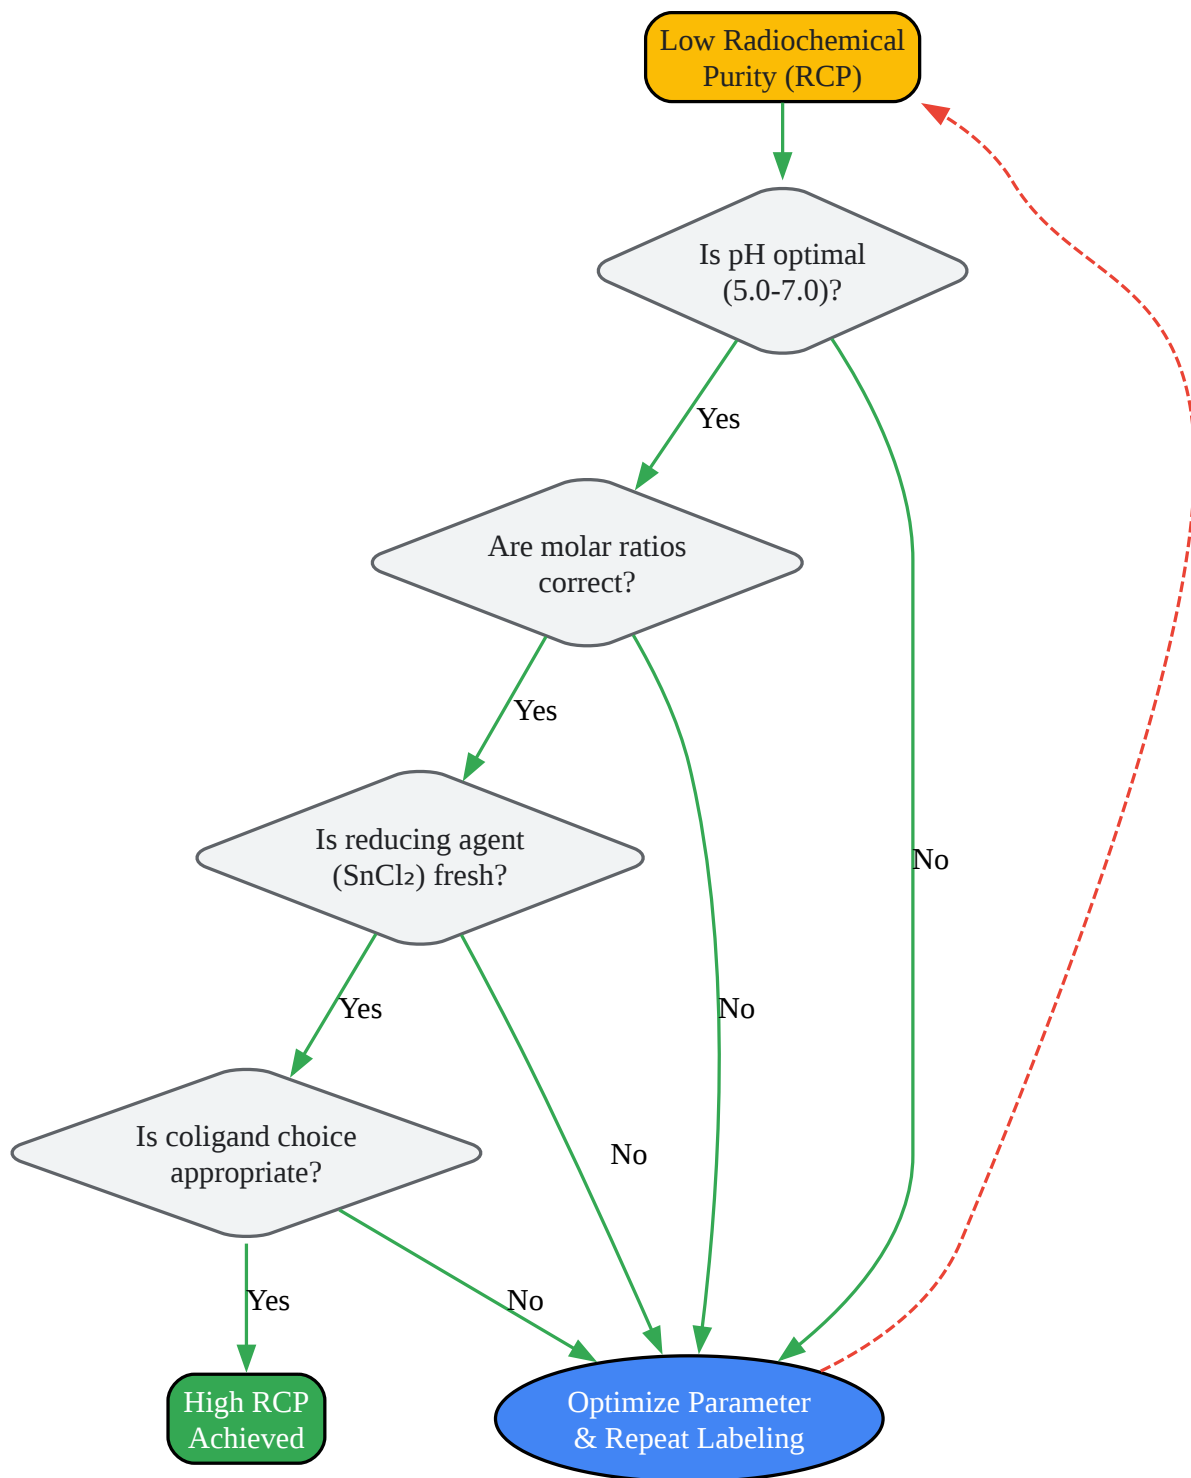 Low Radiochemical
Purity (RCP)
Is pH optimal
(5.0-7.0)?
Yes
Are molar ratios
correct?
Yes
Is reducing agent
(SnCl₂) fresh?
No
Yes
No
Is coligand choice
appropriate?
No
Yes
No
High RCP
Achieved
Optimize Parameter
& Repeat Labeling